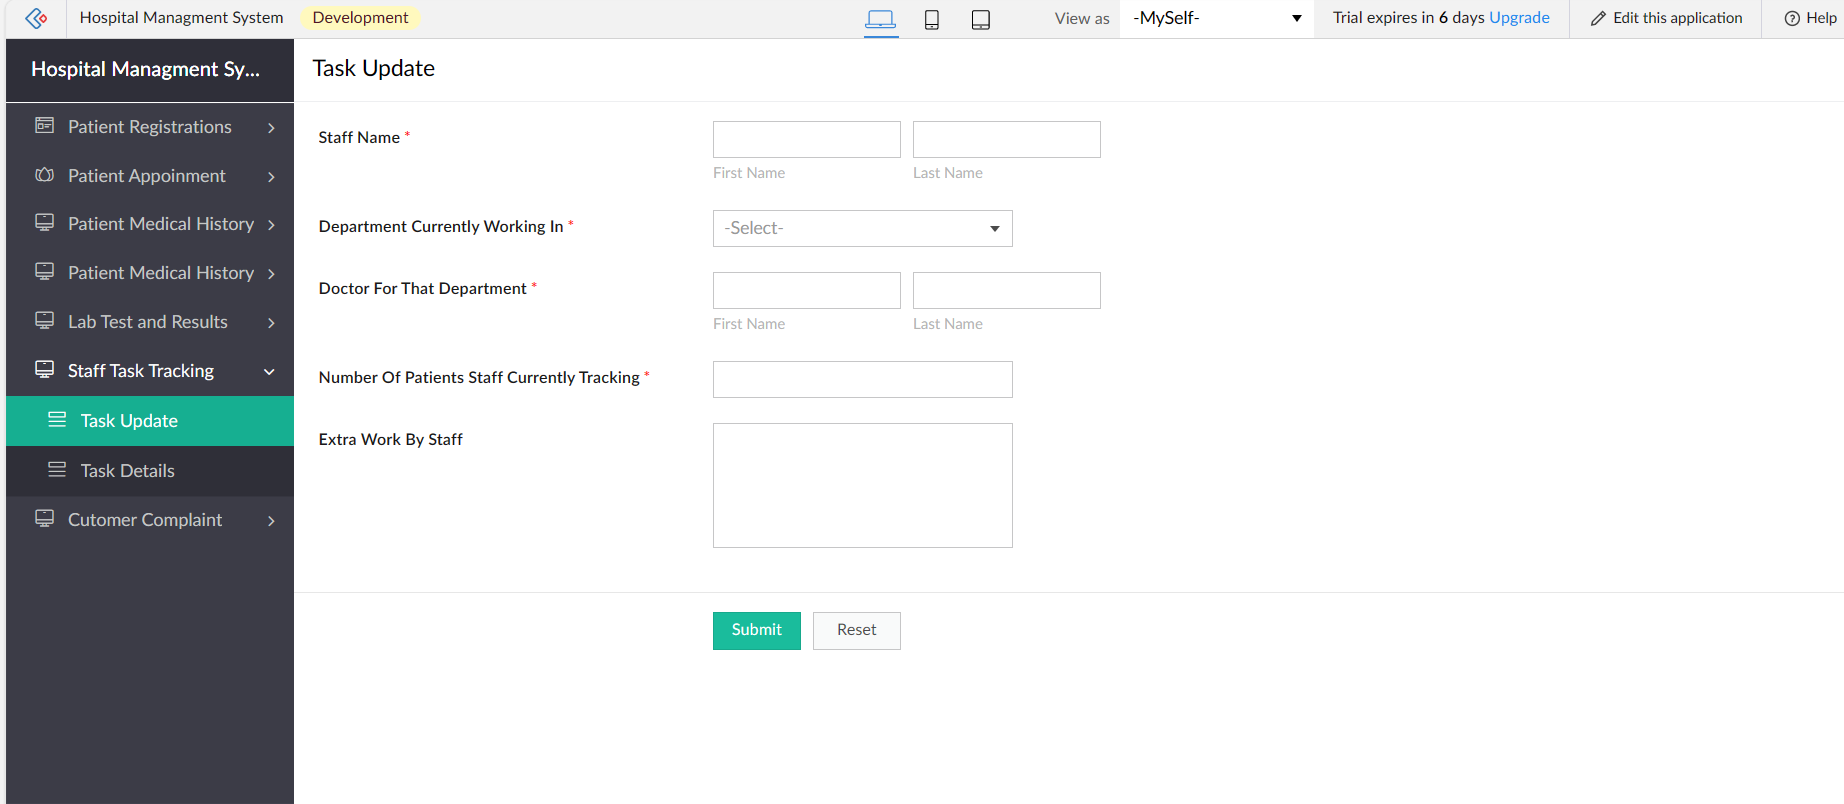 Hospital Managment System Development View as -MySelf- Trial expires in 6 days Upgrade Edit this application Help
Hospital Managment Sy...
Patient Registrations
Patient Appoinment
Patient Medical History
Patient Medical History
Lab Test and Results
Staff Task Tracking
Task Update
Task Details
Cutomer Complaint
Task Update
Staff Name *
First Name Last Name
Department Currently Working In *
-Select-
Doctor For That Department *
First Name Last Name
Number Of Patients Staff Currently Tracking *
Extra Work By Staff
Submit Reset